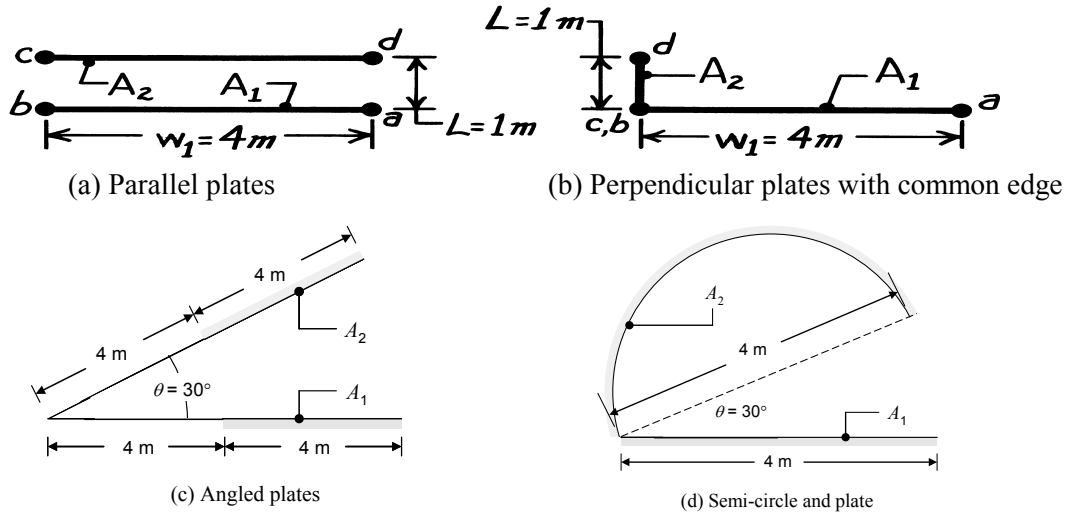 c
d
A2
A1
b
a
L=1m
w1=4m
(a) Parallel plates
L=1m
d
A2
A1
c,b
a
w1=4m
(b) Perpendicular plates with common edge
4 m
4 m
A2
θ = 30°
A1
4 m
4 m
(c) Angled plates
A2
4 m
θ = 30°
A1
4 m
(d) Semi-circle and plate